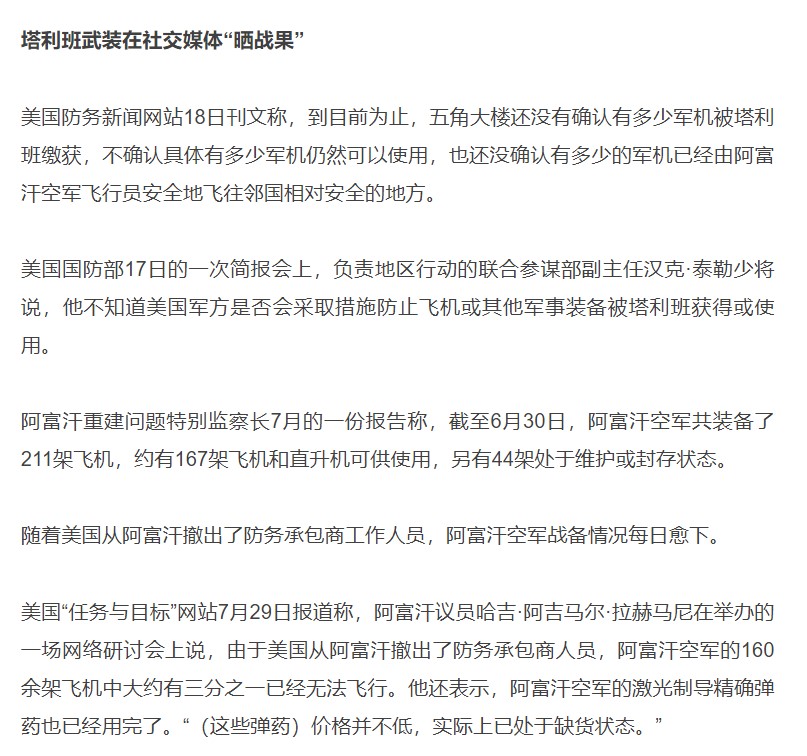 塔利班武装在社交媒体“晒战果”
美国防务新闻网站18日刊文称，到目前为止，五角大楼还没有确认有多少军机被塔利
班缴获，不确认具体有多少军机仍然可以使用，也还没确认有多少的军机已经由阿富
汗空军飞行员安全地飞往邻国相对安全的地方。
美国国防部17日的一次简报会上，负责地区行动的联合参谋部副主任汉克·泰勒少将
说，他不知道美国军方是否会采取措施防止飞机或其他军事装备被塔利班获得或使
用。
阿富汗重建问题特别监察长7月的一份报告称，截至6月30日，阿富汗空军共装备了
211架飞机，约有167架飞机和直升机可供使用，另有44架处于维护或封存状态。
随着美国从阿富汗撤出了防务承包商工作人员，阿富汗空军战备情况每日愈下。
美国“任务与目标”网站7月29日报道称，阿富汗议员哈吉·阿吉马尔·拉赫马尼在举办的
一场网络研讨会上说，由于美国从阿富汗撤出了防务承包商人员，阿富汗空军的160
余架飞机中大约有三分之一已经无法飞行。他还表示，阿富汗空军的激光制导精确弹
药也已经用完了。“（这些弹药）价格并不低，实际上已处于缺货状态。”